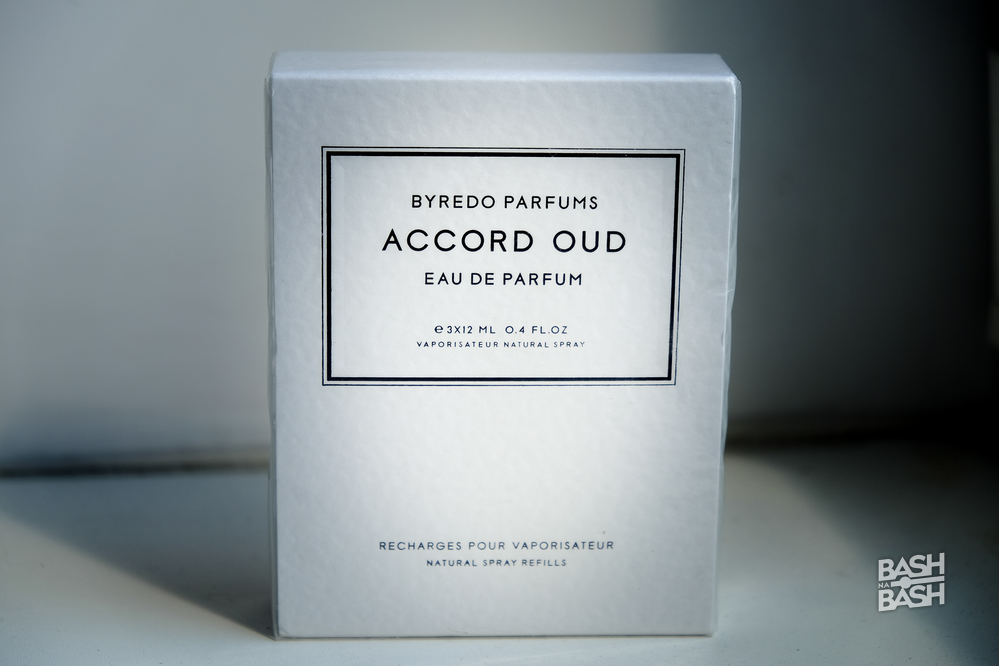 BYREDO PARFUMS
ACCORD OUD
EAU DE PARFUM
℮ 3X12 ML 0.4 FL.OZ
VAPORISATEUR NATURAL SPRAY
RECHARGES POUR VAPORISATEUR
NATURAL SPRAY REFILLS
BASH
NA
BASH